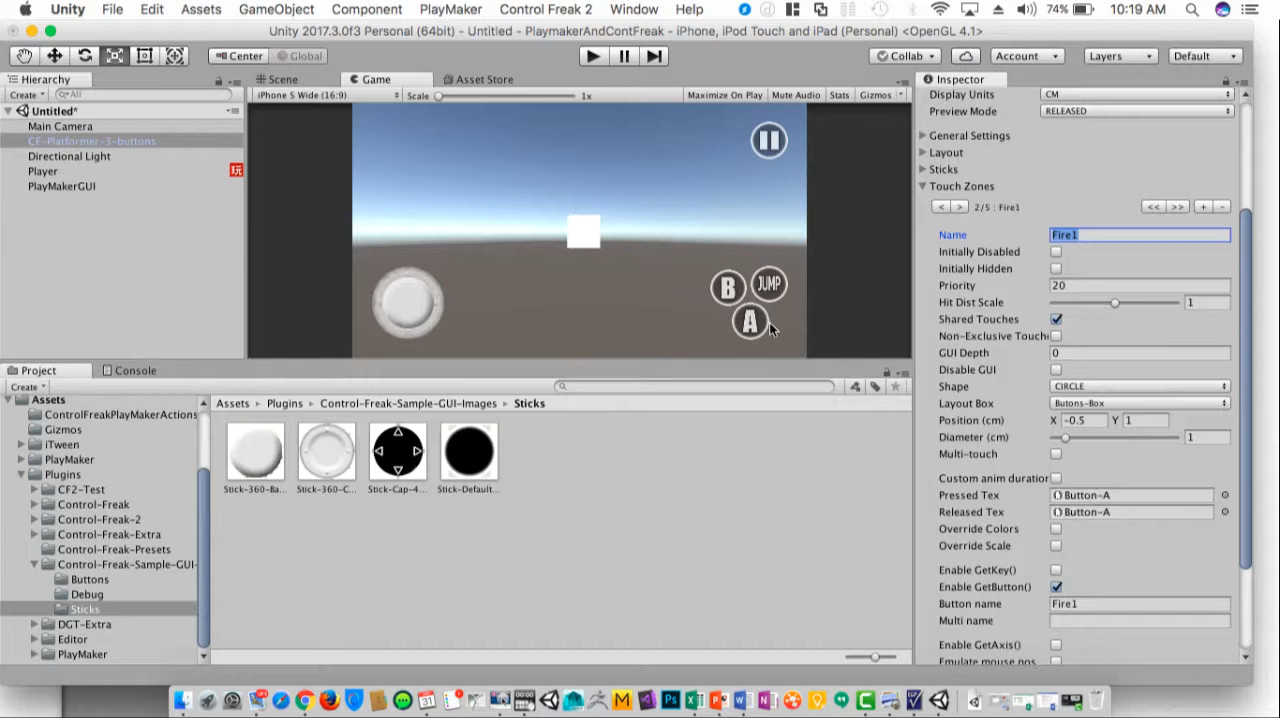 Unity File Edit Assets GameObject Component PlayMaker Control Freak 2 Window Help 74% 10:19 AM
Unity 2017.3.0f3 Personal (64bit) - Untitled - PlaymakerAndContFreak - iPhone, iPod Touch and iPad (Personal) <OpenGL 4.1>
Center Global Collab Account Layers Default
Hierarchy
Create All
Untitled*
Main Camera
CF-Platformer-3-buttons
Directional Light
Player 玩
PlayMakerGUI
Scene Game Asset Store
iPhone 5 Wide (16:9) Scale 1x Maximize On Play Mute Audio Stats Gizmos
B JUMP
A
Project Console
Create
Assets
ControlFreakPlayMakerActions
Gizmos
iTween
PlayMaker
Plugins
CF2-Test
Control-Freak
Control-Freak-2
Control-Freak-Extra
Control-Freak-Presets
Control-Freak-Sample-GUI-
Buttons
Debug
Sticks
DGT-Extra
Editor
PlayMaker
Assets Plugins Control-Freak-Sample-GUI-Images Sticks
Stick-360-Ba... Stick-360-C... Stick-Cap-4... Stick-Default...
Inspector
Display Units CM
Preview Mode RELEASED
General Settings
Layout
Sticks
Touch Zones
< > 2/5 : Fire1 << >> + -
Name Fire1
Initially Disabled
Initially Hidden
Priority 20
Hit Dist Scale 1
Shared Touches
Non-Exclusive Touch
GUI Depth 0
Disable GUI
Shape CIRCLE
Layout Box Butons-Box
Position (cm) X -0.5 Y 1
Diameter (cm) 1
Multi-touch
Custom anim duration
Pressed Tex Button-A
Released Tex Button-A
Override Colors
Override Scale
Enable GetKey()
Enable GetButton()
Button name Fire1
Multi name
Enable GetAxis()
Emulate mouse pos